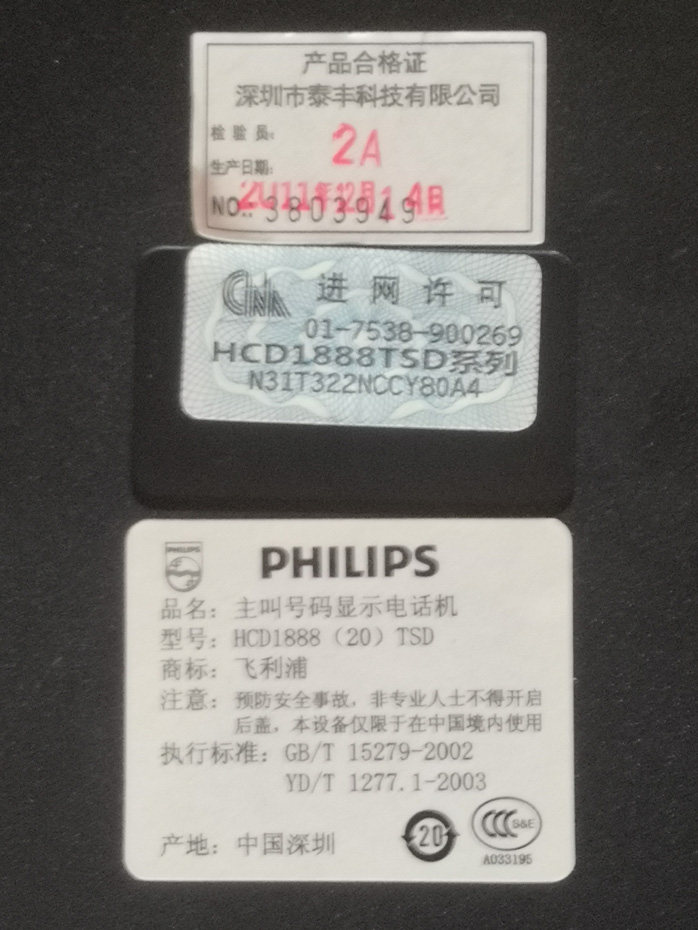 产品合格证
深圳市泰丰科技有限公司
检验员: 2A
生产日期: 2011年12月14日
NO.: 3803949
CNA 进网许可
01-7538-900269
HCD1888TSD系列
N31T322NCCY80A4
PHILIPS
PHILIPS
品名: 主叫号码显示电话机
型号: HCD1888(20)TSD
商标: 飞利浦
注意: 预防安全事故,非专业人士不得开启
后盖,本设备仅限于在中国境内使用
执行标准: GB/T 15279-2002
YD/T 1277.1-2003
产地: 中国深圳
20
CCC S&E
A033195